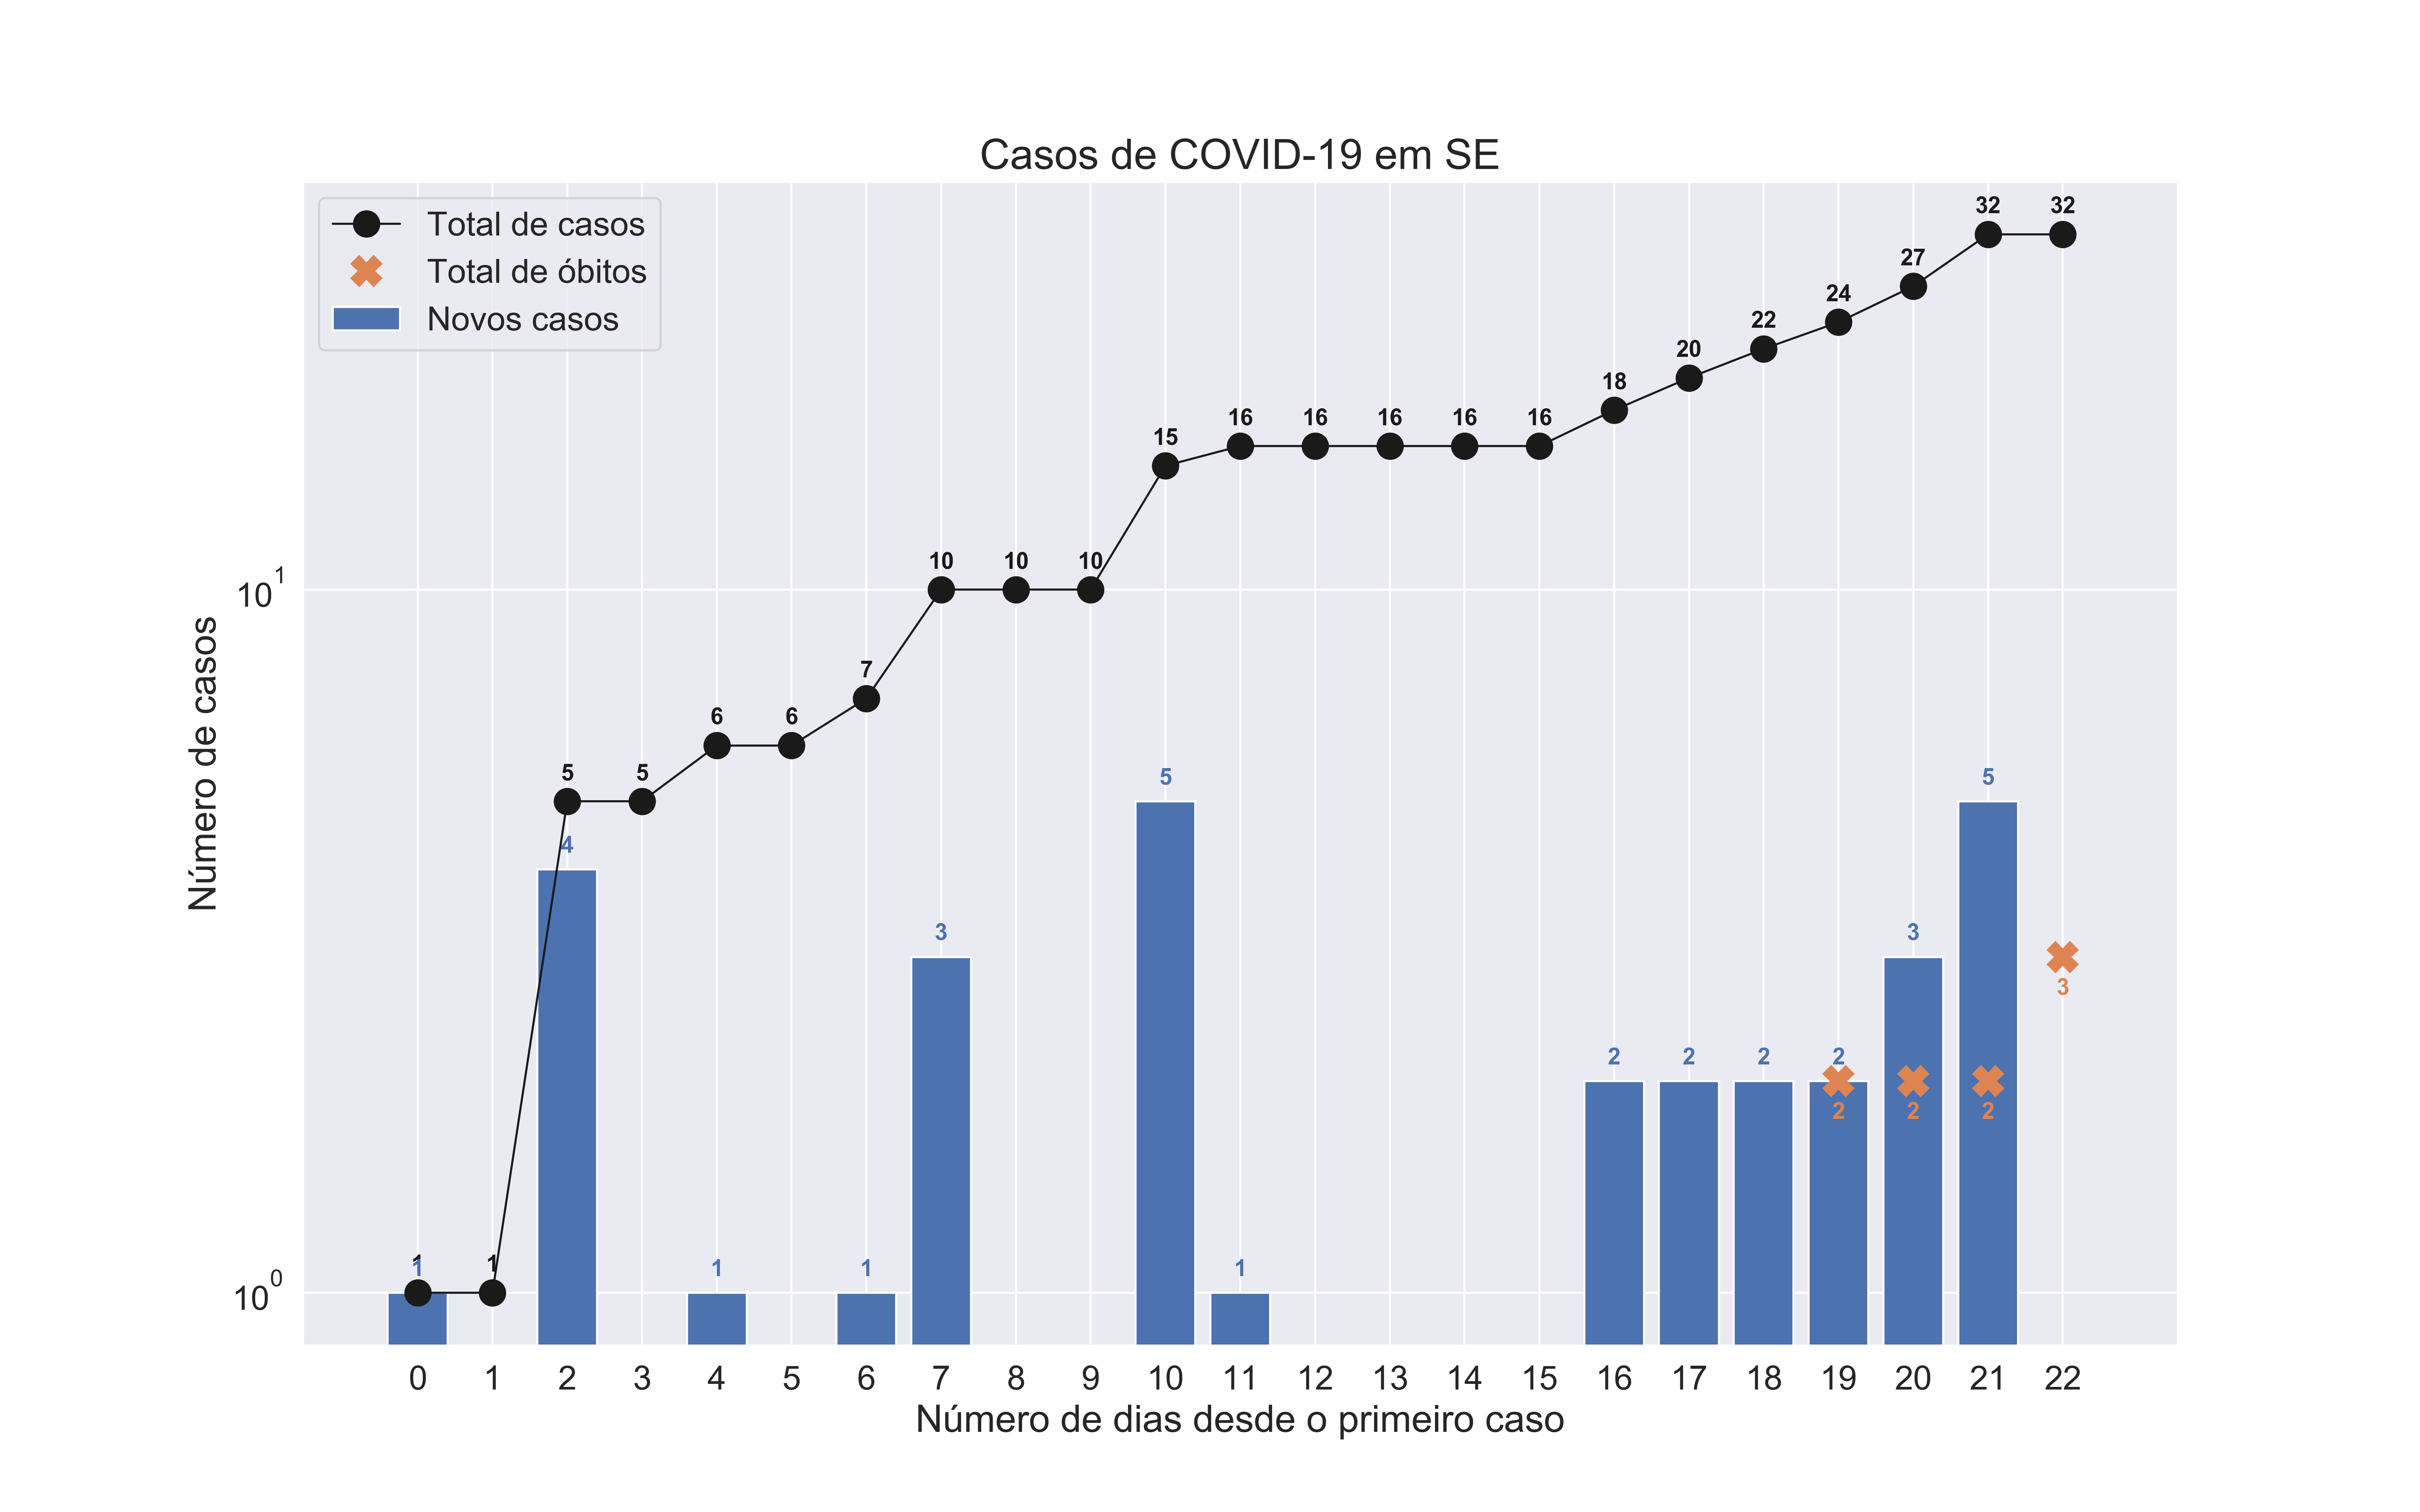 Casos de COVID-19 em SE
Total de casos
Total de óbitos
Novos casos
32 32
27
24
22
20
18
16 16 16 16 16
15
10 10 10
7
6 6
5 5
1 1
5 5
4
3 3
2 2 2 2
1 1 1 1
3
2 2 2
10^1
10^0
Número de casos
0 1 2 3 4 5 6 7 8 9 10 11 12 13 14 15 16 17 18 19 20 21 22
Número de dias desde o primeiro caso